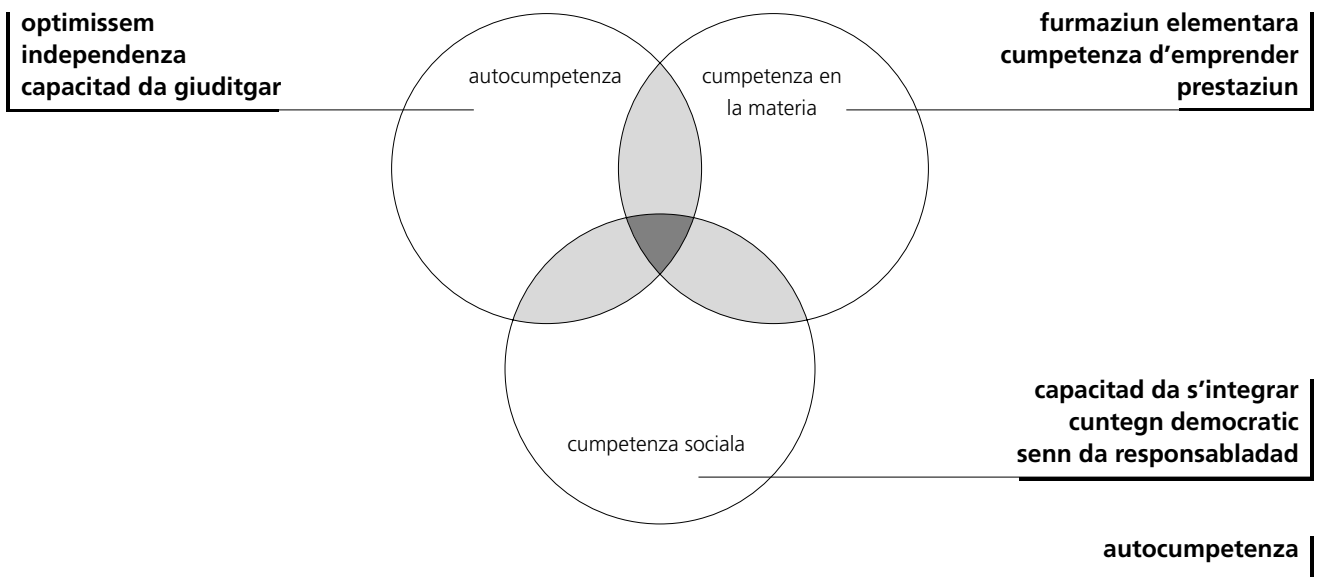 optimissem
independenza
capacitad da giuditgar
autocumpetenza
cumpetenza en
la materia
furmaziun elementara
cumpetenza d’emprender
prestaziun
cumpetenza sociala
capacitad da s’integrar
cuntegn democratic
senn da responsabladad
autocumpetenza